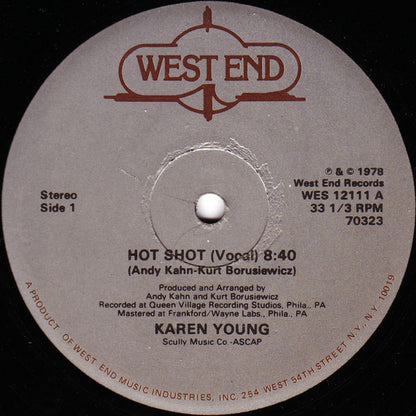 WEST END
Stereo
Side 1
℗ & © 1978
West End Records
WES 12111 A
33 1/3 RPM
70323
HOT SHOT (Vocal) 8:40
(Andy Kahn-Kurt Borusiewicz)
Produced and Arranged by
Andy Kahn and Kurt Borusiewicz
Recorded at Queen Village Recording Studios, Phila., PA
Mastered at Frankford/Wayne Labs., Phila., PA
KAREN YOUNG
Scully Music Co -ASCAP
A PRODUCT OF WEST END MUSIC INDUSTRIES, INC. 254 WEST 54TH STREET N.Y., N.Y. 10019